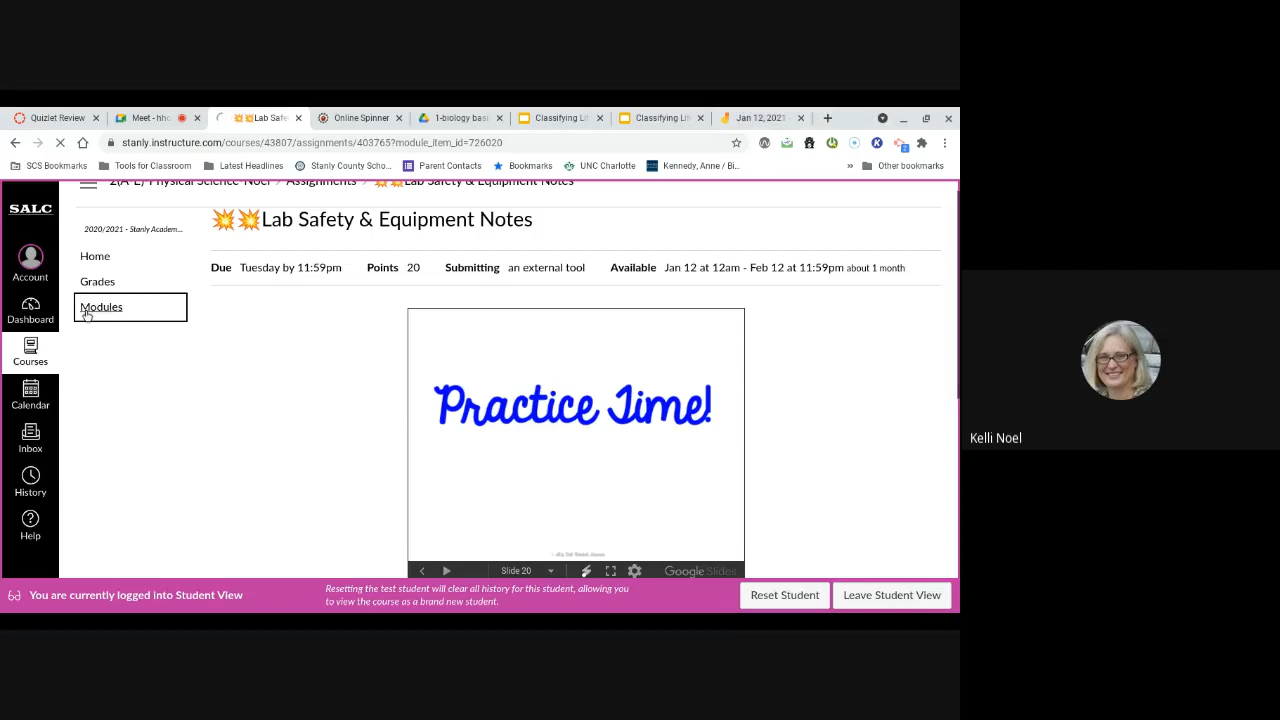 Quizlet Review
Meet - hhc
💥💥Lab Safe
Online Spinner
1-biology basi
Classifying Li
Classifying Life
Jan 12, 2021
stanly.instructure.com/courses/43807/assignments/403765?module_item_id=726020
SCS Bookmarks
Tools for Classroom
Latest Headlines
Stanly County Scho...
Parent Contacts
Bookmarks
UNC Charlotte
Kennedy, Anne / Bi...
»
Other bookmarks
2(A-E) Physical Science-Noel > Assignments > 💥💥Lab Safety & Equipment Notes
SALC
Account
Dashboard
Courses
Calendar
Inbox
History
Help
2020/2021 - Stanly Academ...
Home
Grades
Modules
💥💥Lab Safety & Equipment Notes
Due Tuesday by 11:59pm Points 20 Submitting an external tool Available Jan 12 at 12am - Feb 12 at 11:59pm about 1 month
Practice Time!
Slide 20
Google Slides
You are currently logged into Student View
Resetting the test student will clear all history for this student, allowing
you to view the course as a brand new student.
Reset Student
Leave Student View
Kelli Noel